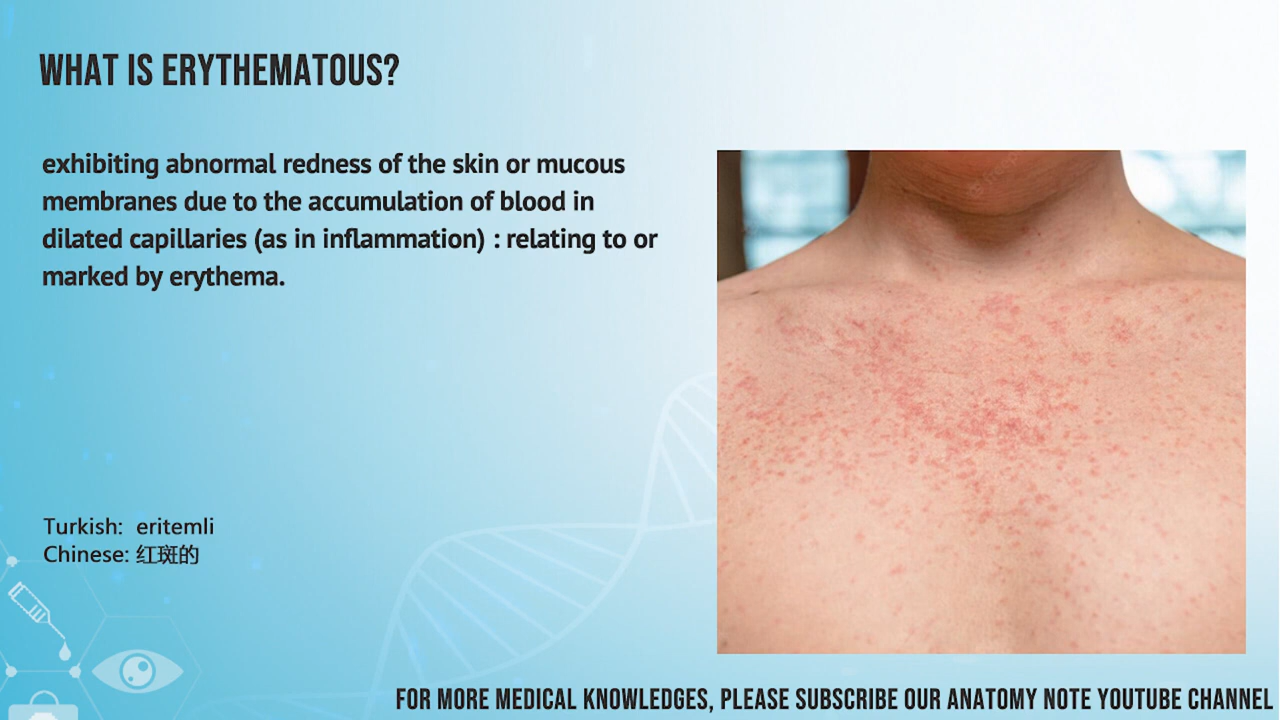 WHAT IS ERYTHEMATOUS?
exhibiting abnormal redness of the skin or mucous
membranes due to the accumulation of blood in
dilated capillaries (as in inflammation) : relating to or
marked by erythema.
Turkish: eritemli
Chinese: 红斑的
FOR MORE MEDICAL KNOWLEDGES, PLEASE SUBSCRIBE OUR ANATOMY NOTE YOUTUBE CHANNEL